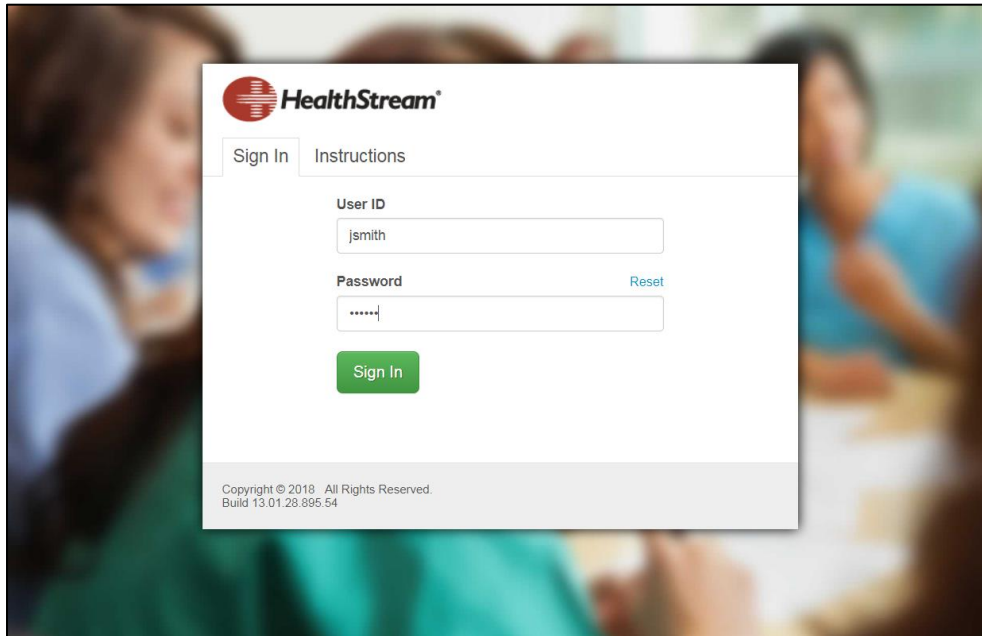 HealthStream®
Sign In Instructions
User ID
jsmith
Password Reset
••••••
Sign In
Copyright © 2018 All Rights Reserved.
Build 13.01.28.895.54